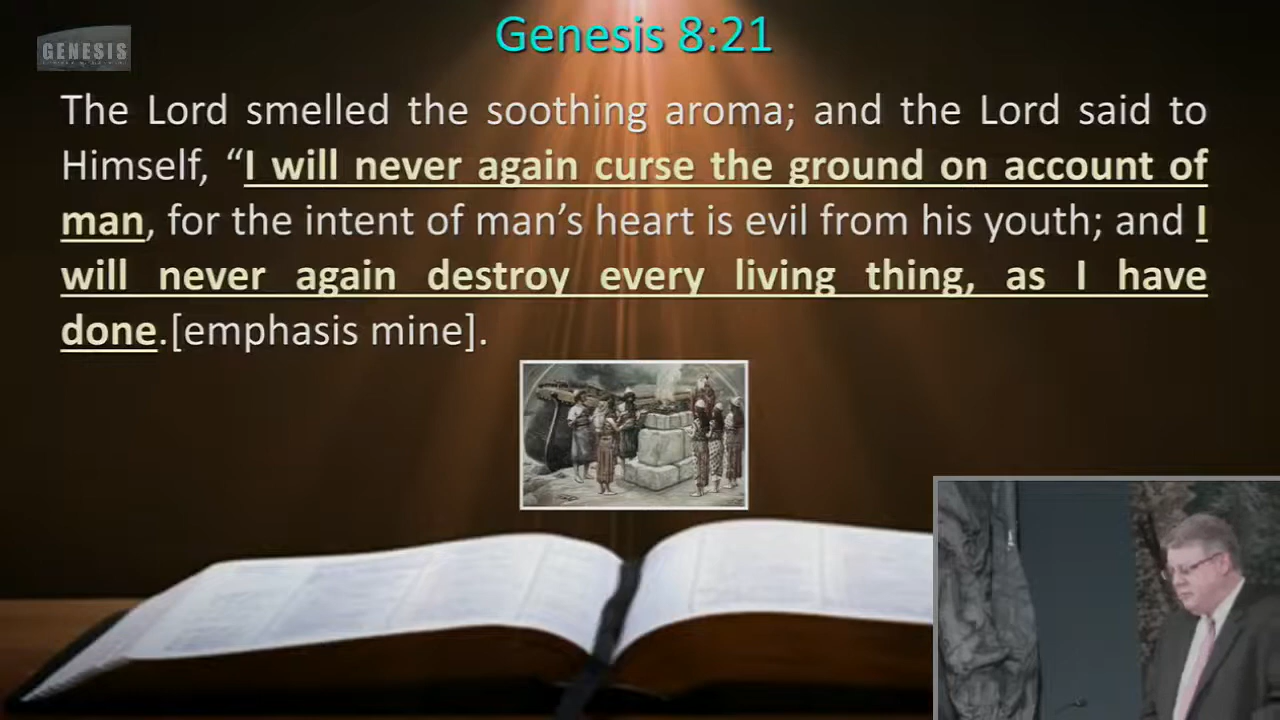 Genesis 8:21
GENESIS
The Lord smelled the soothing aroma; and the Lord said to
Himself, “I will never again curse the ground on account of
man, for the intent of man’s heart is evil from his youth; and I
will never again destroy every living thing, as I have
done.[emphasis mine].